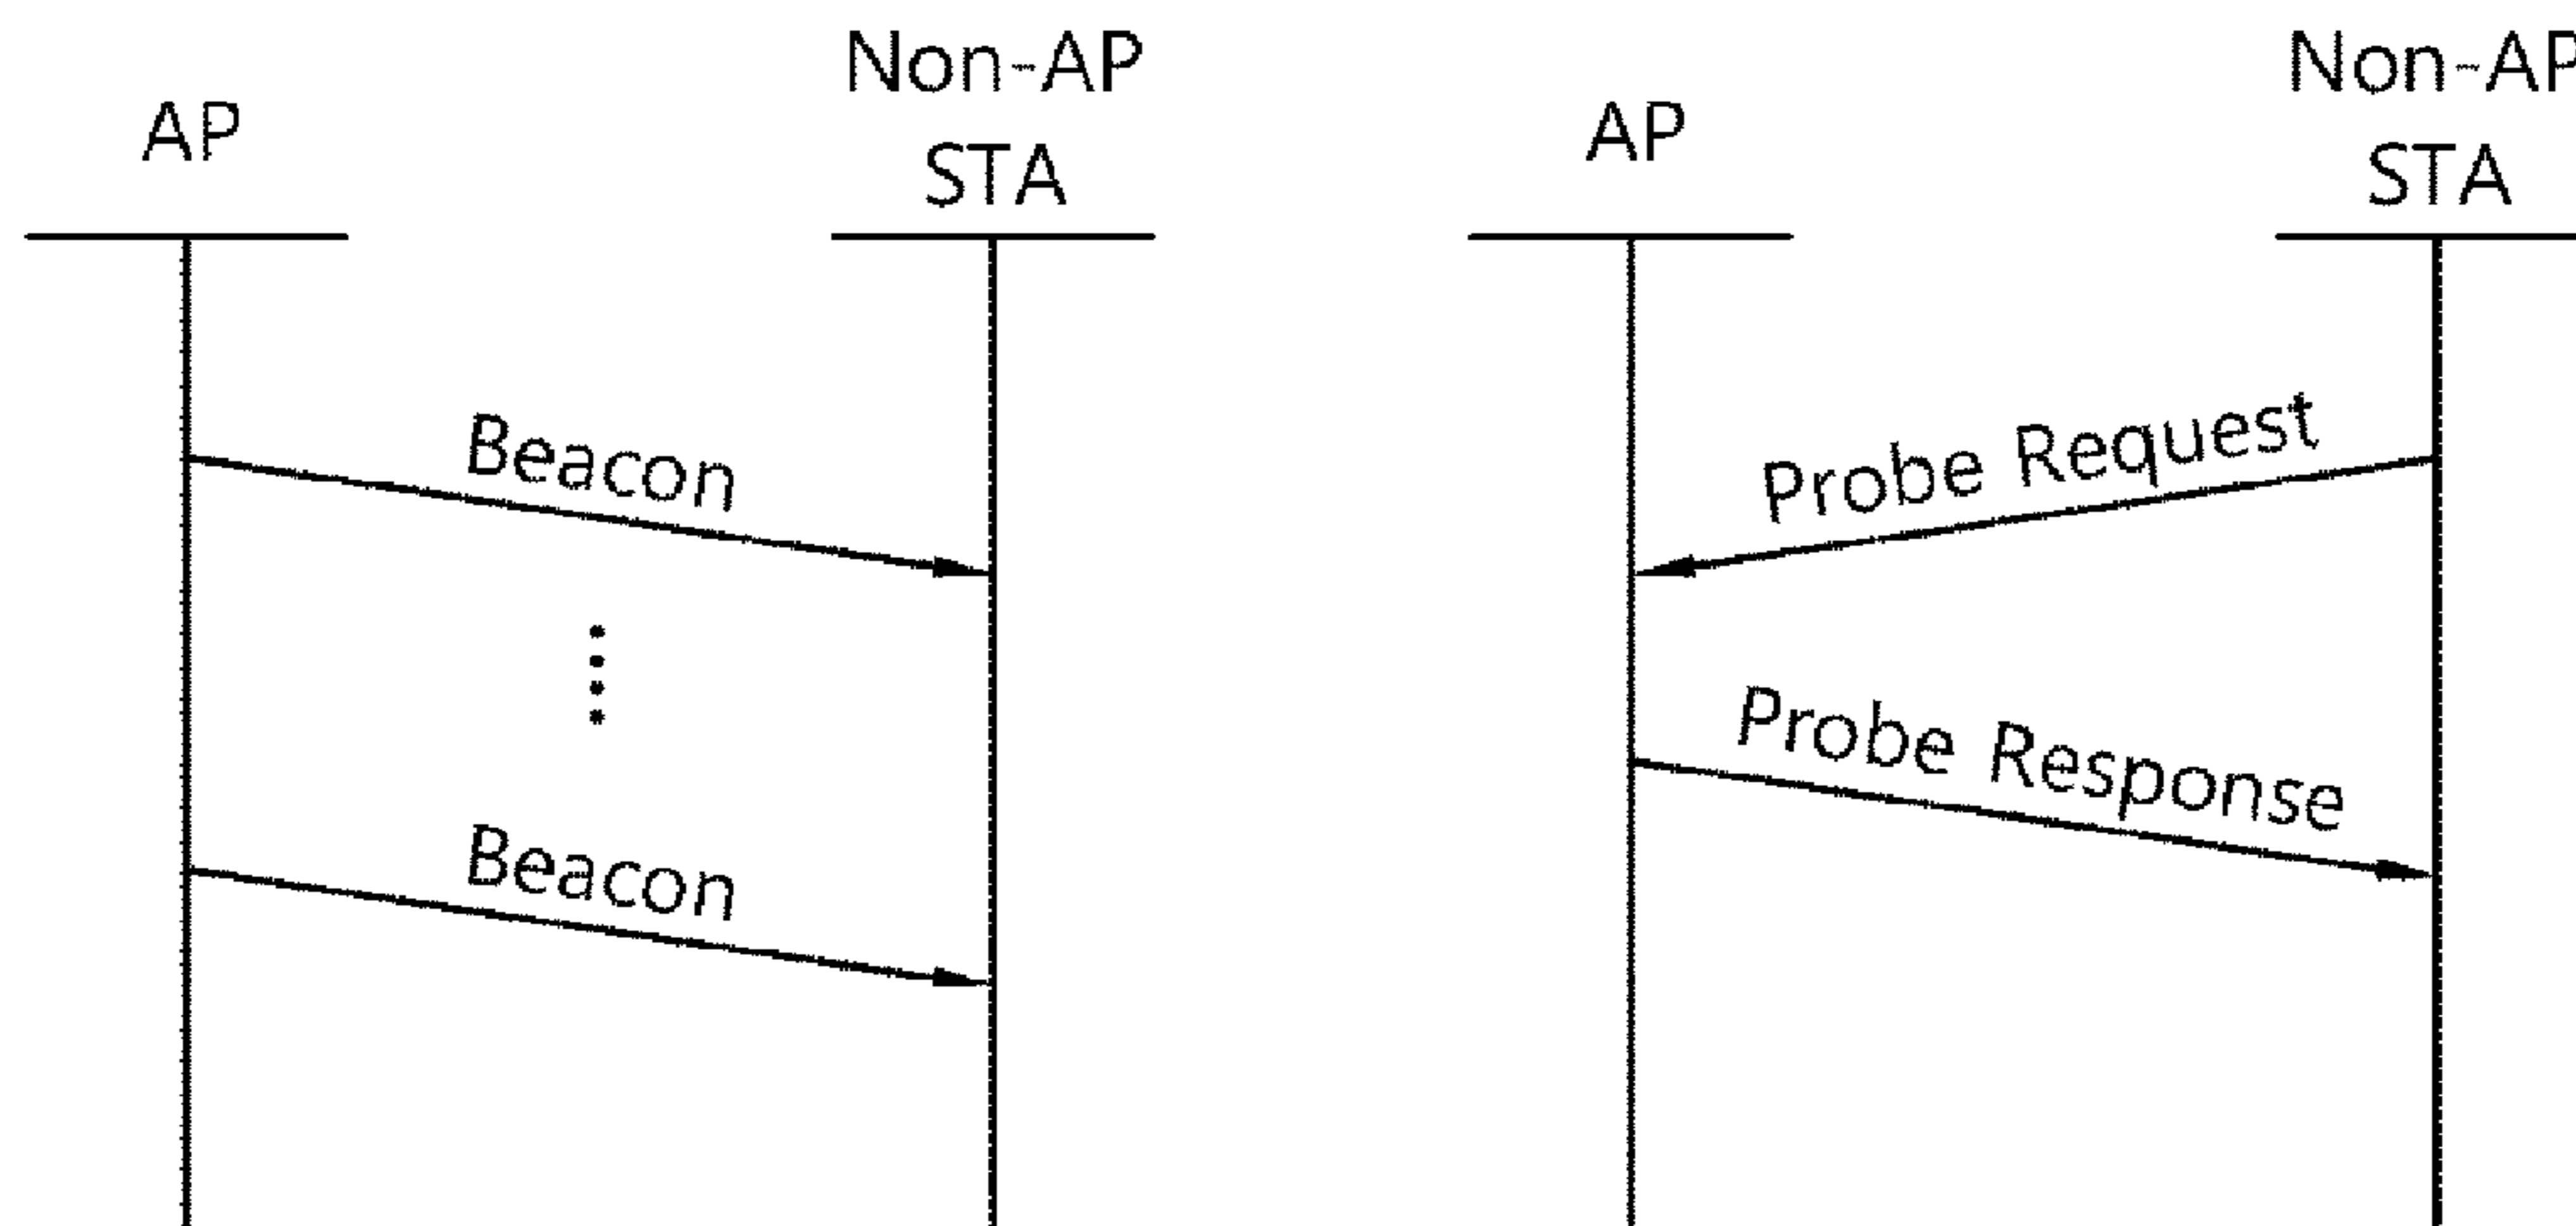 AP
Non-AP
STA
Beacon
Beacon
AP
Non-AP
STA
Probe Request
Probe Response